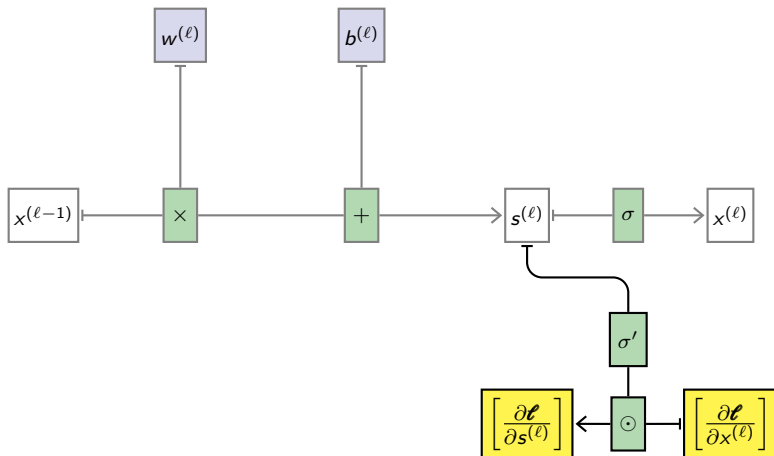 w^{(ℓ)} b^{(ℓ)}
x^{(ℓ−1)} × + s^{(ℓ)} σ x^{(ℓ)}
σ′
[∂ℓ/∂s^{(ℓ)}] ⊙ [∂ℓ/∂x^{(ℓ)}]